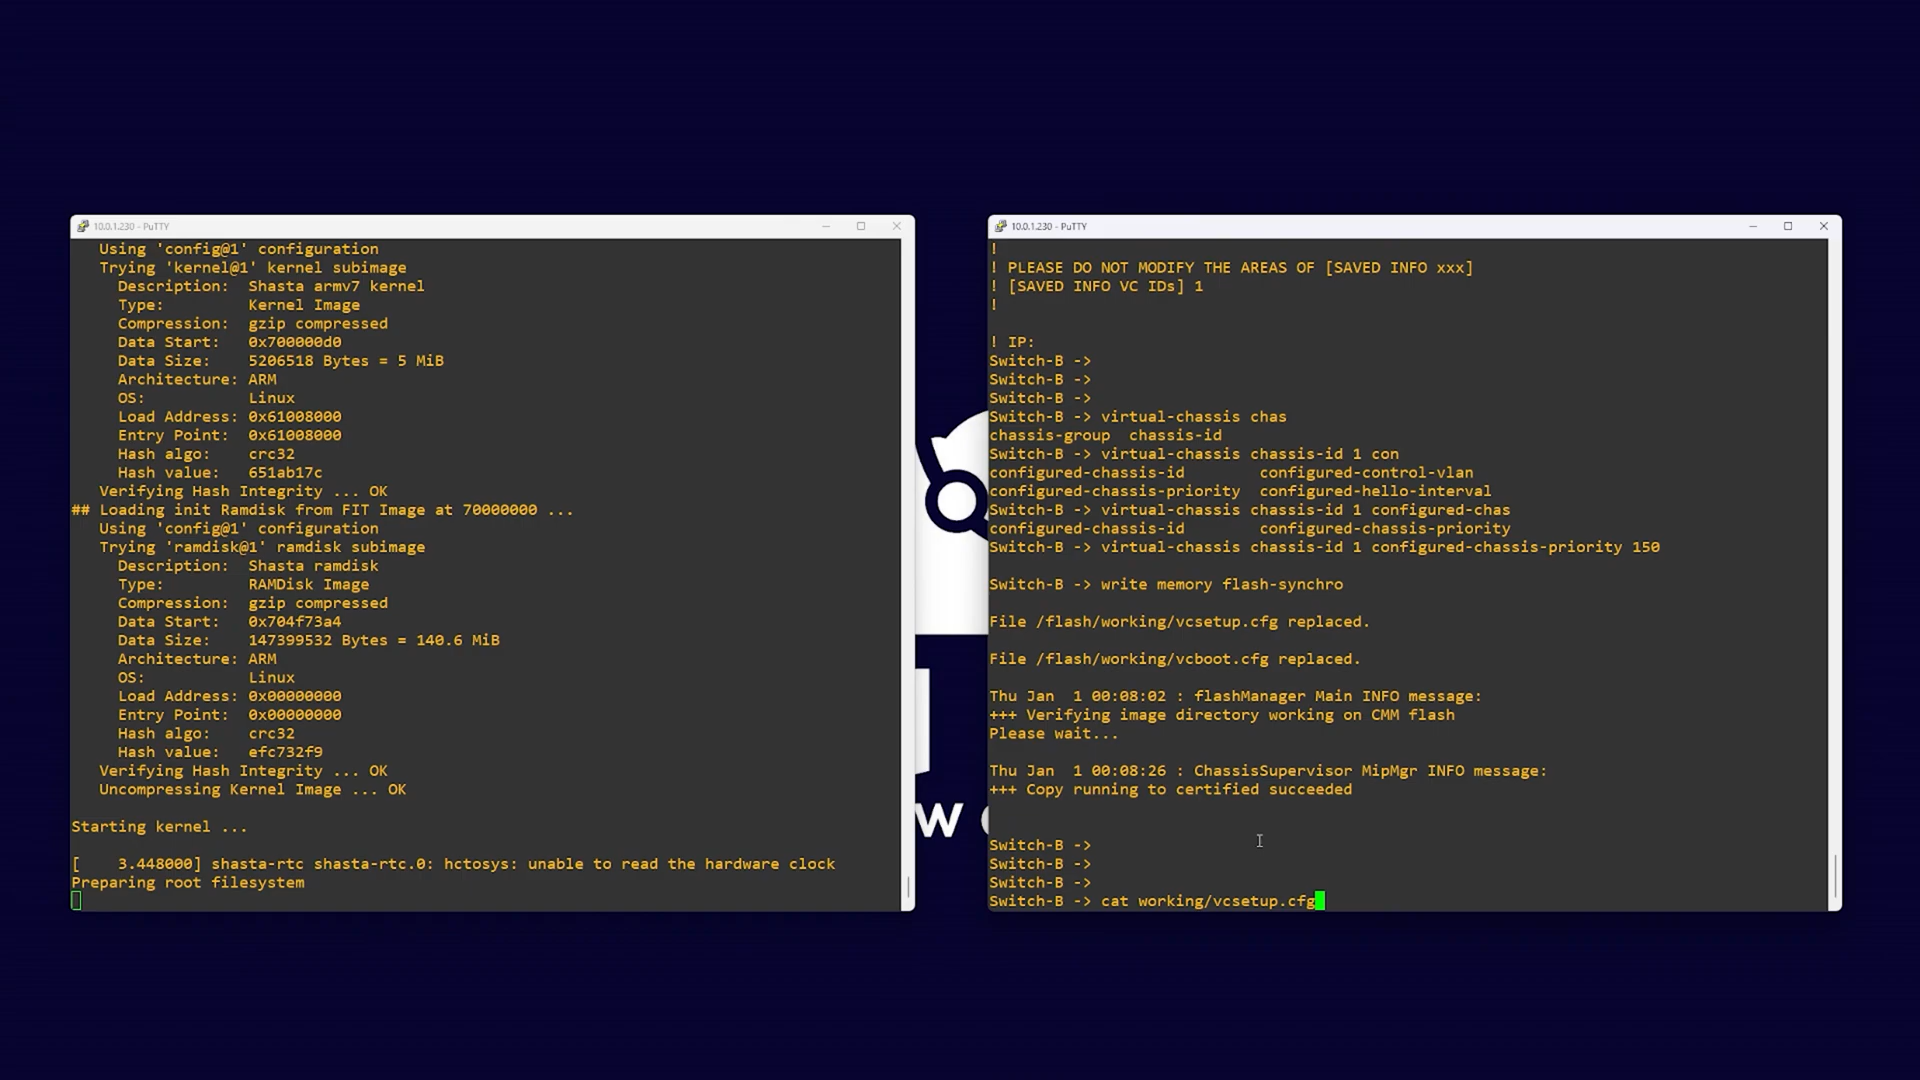 10.0.1.230 - PuTTY
Using 'config@1' configuration
Trying 'kernel@1' kernel subimage
Description: Shasta armv7 kernel
Type: Kernel Image
Compression: gzip compressed
Data Start: 0x700000d0
Data Size: 5206518 Bytes = 5 MiB
Architecture: ARM
OS: Linux
Load Address: 0x61008000
Entry Point: 0x61008000
Hash algo: crc32
Hash value: 651ab17c
Verifying Hash Integrity ... OK
## Loading init Ramdisk from FIT Image at 70000000 ...
Using 'config@1' configuration
Trying 'ramdisk@1' ramdisk subimage
Description: Shasta ramdisk
Type: RAMDisk Image
Compression: gzip compressed
Data Start: 0x704f73a4
Data Size: 147399532 Bytes = 140.6 MiB
Architecture: ARM
OS: Linux
Load Address: 0x00000000
Entry Point: 0x00000000
Hash algo: crc32
Hash value: efc732f9
Verifying Hash Integrity ... OK
Uncompressing Kernel Image ... OK
Starting kernel ...
[ 3.448000] shasta-rtc shasta-rtc.0: hctosys: unable to read the hardware clock
Preparing root filesystem
10.0.1.230 - PuTTY
!
! PLEASE DO NOT MODIFY THE AREAS OF [SAVED INFO xxx]
! [SAVED INFO VC IDs] 1
!
! IP:
Switch-B ->
Switch-B ->
Switch-B ->
Switch-B -> virtual-chassis chas
chassis-group chassis-id
Switch-B -> virtual-chassis chassis-id 1 con
configured-chassis-id configured-control-vlan
configured-chassis-priority configured-hello-interval
Switch-B -> virtual-chassis chassis-id 1 configured-chas
configured-chassis-id configured-chassis-priority
Switch-B -> virtual-chassis chassis-id 1 configured-chassis-priority 150
Switch-B -> write memory flash-synchro
File /flash/working/vcsetup.cfg replaced.
File /flash/working/vcboot.cfg replaced.
Thu Jan 1 00:08:02 : flashManager Main INFO message:
+++ Verifying image directory working on CMM flash
Please wait...
Thu Jan 1 00:08:26 : ChassisSupervisor MipMgr INFO message:
+++ Copy running to certified succeeded
Switch-B ->
Switch-B ->
Switch-B ->
Switch-B -> cat working/vcsetup.cfg
w